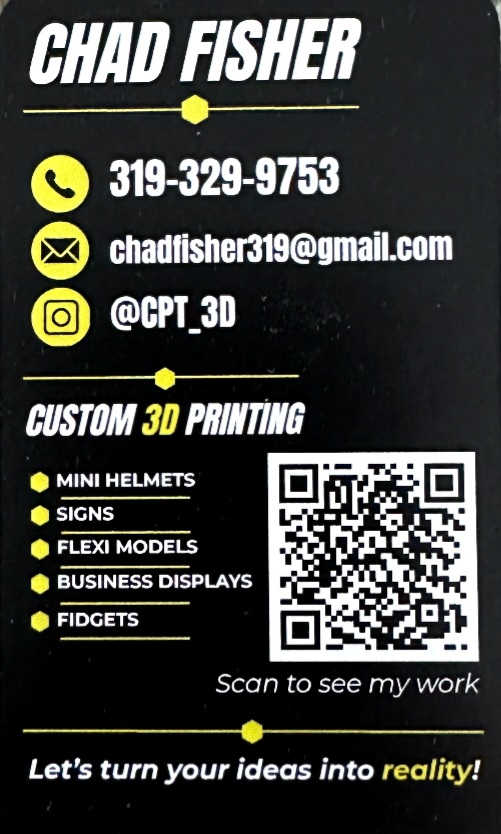 CHAD FISHER
319-329-9753
chadfisher319@gmail.com
@CPT_3D
CUSTOM 3D PRINTING
MINI HELMETS
SIGNS
FLEXI MODELS
BUSINESS DISPLAYS
FIDGETS
Scan to see my work
Let's turn your ideas into reality!